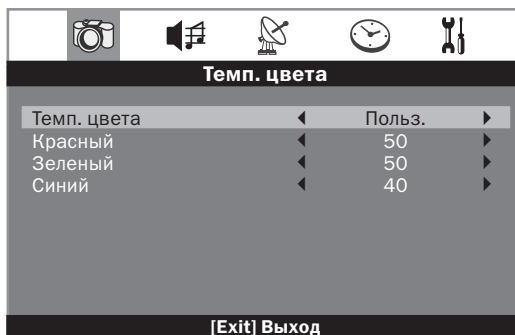 Темп. цвета
Темп. цвета Польз.
Красный 50
Зеленый 50
Синий 40
[Exit] Выход